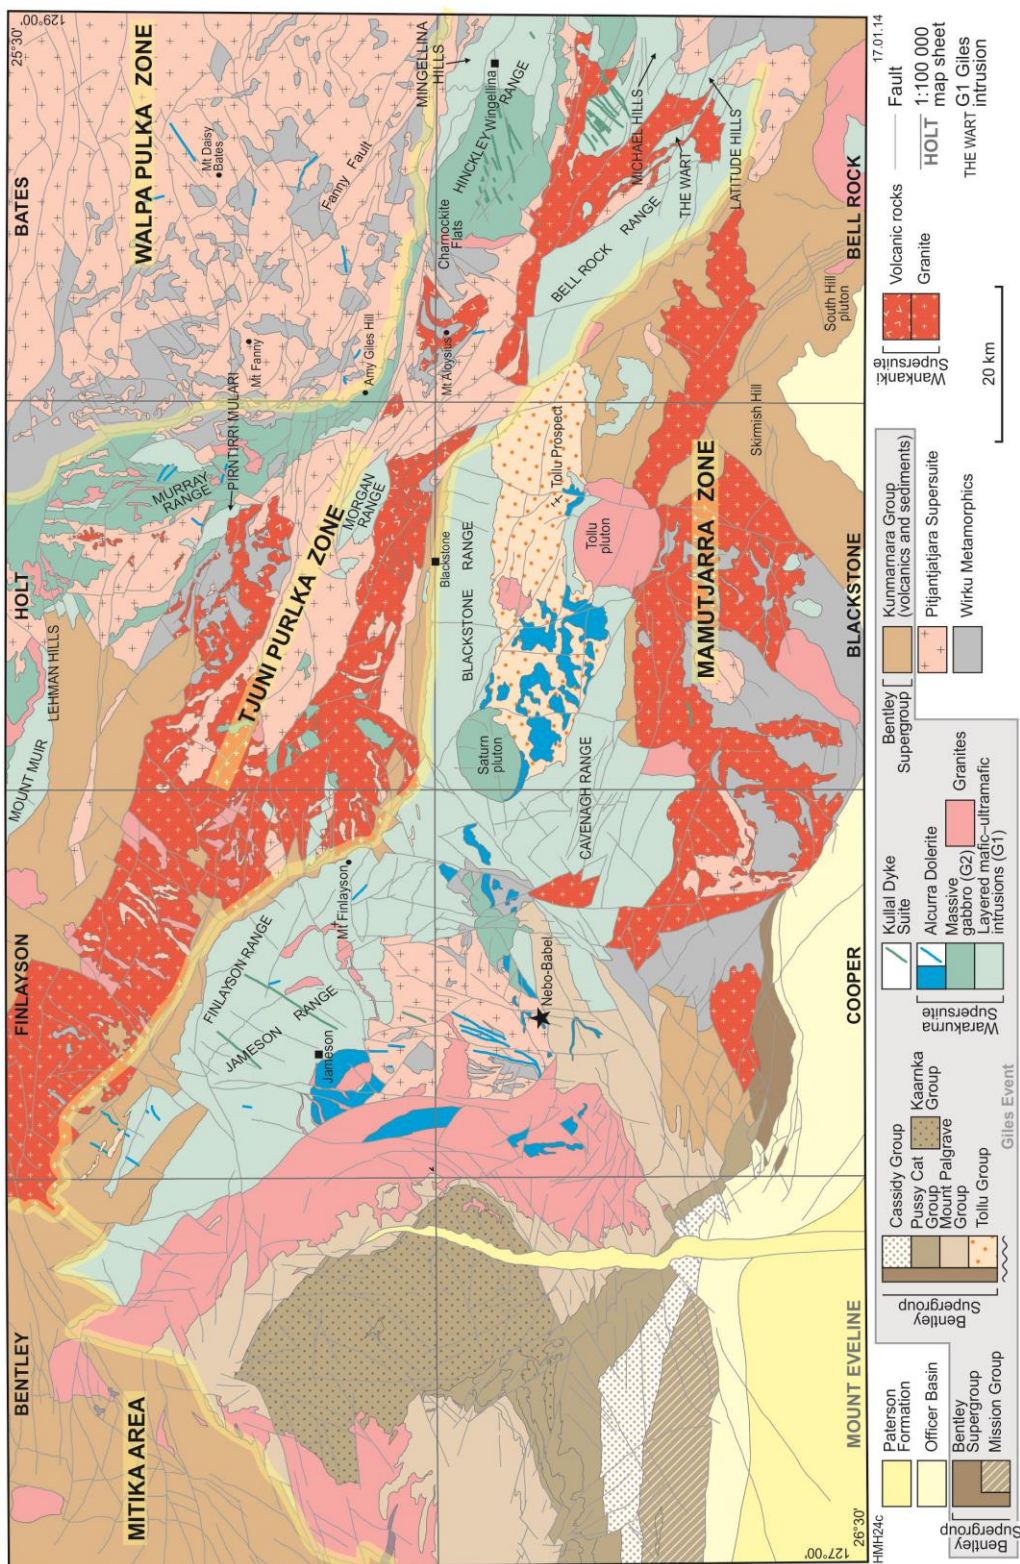 BENTLEY
FINLAYSON
HOLT
BATES
129°00'
25°30'
MITIKA AREA
MOUNT MUIR
LEHMAN HILLS
MURRAY
RANGE
PIRNTIRRI MULARI
Mt Fanny
Mt Daisy
Bates
WALPA PULKA ZONE
Amy Giles Hill
Fanny Fault
TJUNI PURLKA ZONE
MORGAN
RANGE
FINLAYSON RANGE
JAMESON RANGE
Mt Finlayson
Jameson
Blackstone
Mt Aloysius
Charnockite
Flats
MINGELLINA
HILLS
HINCKLEY
RANGE
Wingellina
BLACKSTONE RANGE
Saturn
pluton
Tollu Prospect
Tollu
pluton
BELL ROCK RANGE
MICHAEL HILLS
THE WART
LATITUDE HILLS
Nebo-Babel
CAVENAGH RANGE
MAMUTJARRA ZONE
Skirmish Hill
South Hill
pluton
MOUNT EVELINE
COOPER
BLACKSTONE
BELL ROCK
26°30'
127°00'
HMH24c
17.01.14
20 km
Paterson
Formation
Officer Basin
Bentley
Supergroup
Mission Group
Bentley
Supergroup
Cassidy Group
Pussy Cat
Group
Kaarnka
Group
Mount Palgrave
Group
Tollu Group
Bentley
Supergroup
Giles Event
Kullal Dyke
Suite
Alcurra Dolerite
Massive
gabbro (G2)
Granites
Layered mafic–ultramafic
intrusions (G1)
Warakurna
Supersuite
Kunmarnara Group
(volcanics and sediments)
Bentley
Supergroup
Pitjantjatjara Supersuite
Wirku Metamorphics
Volcanic rocks
Granite
Wankanki
Supersuite
Fault
HOLT
1:100 000
map sheet
THE WART
G1 Giles
intrusion